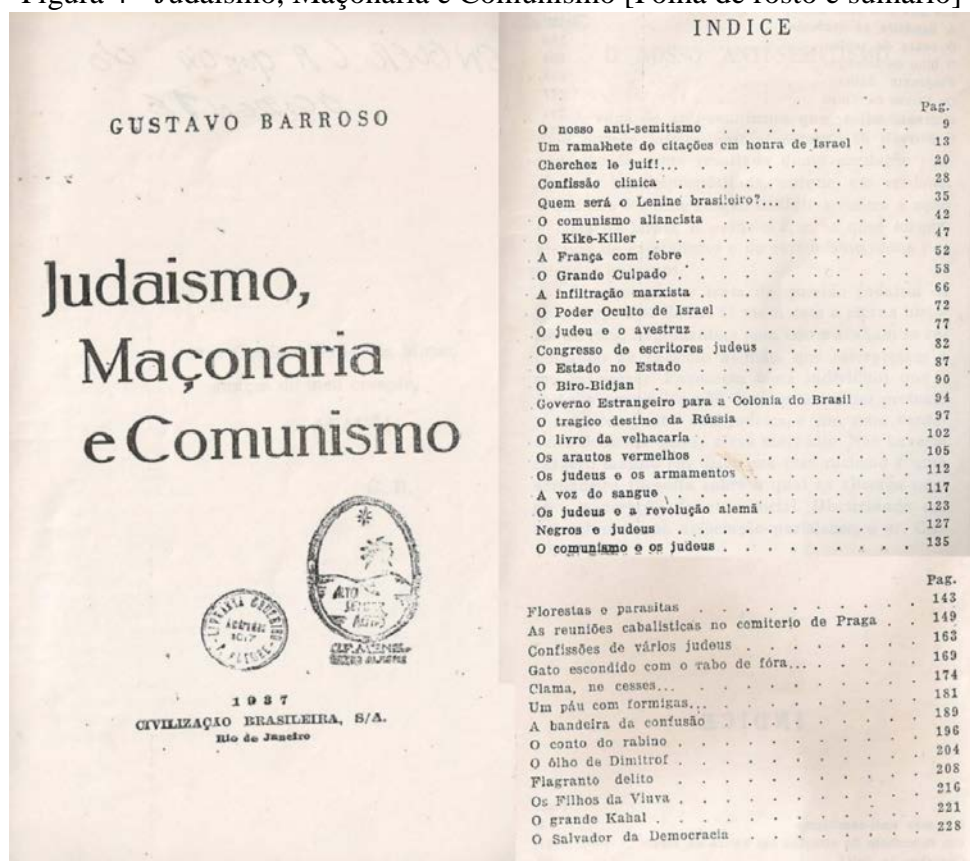 Figura 4 - Judaísmo, Maçonaria e Comunismo [Folha de rosto e sumário]
GUSTAVO BARROSO
Judaismo,
Maçonaria
e Comunismo
ALTO
1937
CIVILIZAÇÃO BRASILEIRA, S/A.
Rio de Janeiro
INDICE
Pag.
O nosso anti-semitismo . . . . . . 9
Um ramalhete de citações em honra de Israel . . . 13
Cherchez le juif!... . . . . . . 20
Confissão clinica . . . . . . 28
Quem será o Lenine brasileiro?... . . . . . . 35
O comunismo aliancista . . . . . . 42
O Kike-Killer . . . . . . 47
A França com febre . . . . . . 52
O Grande Culpado . . . . . . 58
A infiltração marxista . . . . . . 66
O Poder Oculto de Israel . . . . . . 72
O judeu e o avestruz . . . . . . 77
Congresso de escritores judeus . . . . . . 82
O Estado no Estado . . . . . . 87
O Biro-Bidjan . . . . . . 90
Governo Estrangeiro para a Colonia do Brasil . . . 94
O tragico destino da Rússia . . . . . . 97
O livro da velhacaria . . . . . . 102
Os arautos vermelhos . . . . . . 105
Os judeus e os armamentos . . . . . . 112
A voz do sangue . . . . . . 117
Os judeus e a revolução alemã . . . . . . 123
Negros e judeus . . . . . . 127
O comunismo e os judeus . . . . . . 135
Pag.
Florestas e parasitas . . . . . . 143
As reuniões cabalisticas no cemiterio de Praga . . 149
Confissões de vários judeus . . . . . . 163
Gato escondido com o rabo de fóra... . . . . . . 169
Clama, ne cesses... . . . . . . 174
Um páu com formigas... . . . . . . 181
A bandeira da confusão . . . . . . 189
O conto do rabino . . . . . . 196
O ôlho de Dimitrof . . . . . . 204
Flagrante delito . . . . . . 208
Os Filhos da Viuva . . . . . . 216
O grande Kahal . . . . . . 221
O Salvador da Democracia . . . . . . 228